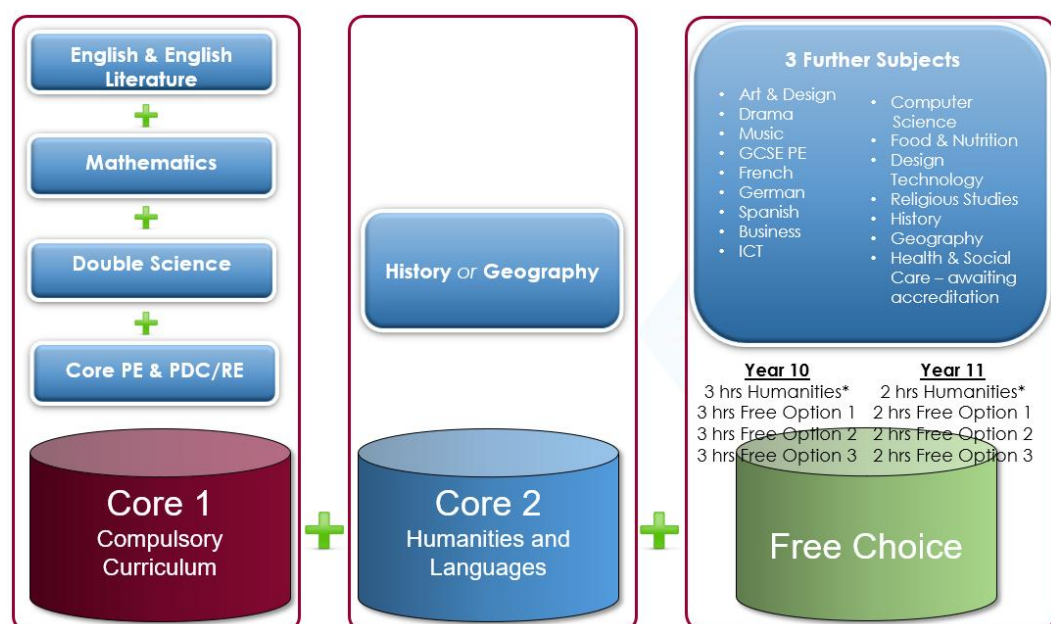 English & English
Literature
Mathematics
Double Science
Core PE & PDC/RE
Core 1
Compulsory
Curriculum
History or Geography
Core 2
Humanities and
Languages
3 Further Subjects
• Art & Design
• Drama
• Music
• GCSE PE
• French
• German
• Spanish
• Business
• ICT
• Computer
Science
• Food & Nutrition
• Design
Technology
• Religious Studies
• History
• Geography
• Health & Social
Care – awaiting
accreditation
Year 10
3 hrs Humanities*
3 hrs Free Option 1
3 hrs Free Option 2
3 hrs Free Option 3
Year 11
2 hrs Humanities*
2 hrs Free Option 1
2 hrs Free Option 2
2 hrs Free Option 3
Free Choice